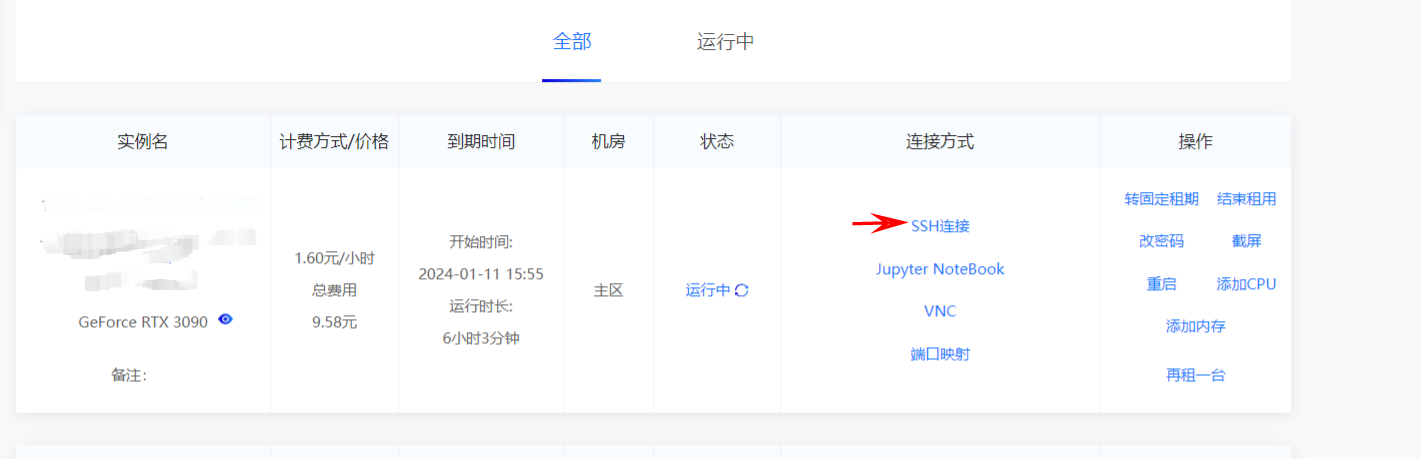 全部 运行中
实例名 计费方式/价格 到期时间 机房 状态 连接方式 操作
GeForce RTX 3090
备注:
1.60元/小时
总费用
9.58元
开始时间:
2024-01-11 15:55
运行时长:
6小时3分钟
主区
运行中
SSH连接
Jupyter NoteBook
VNC
端口映射
转固定租期 结束租用
改密码 截屏
重启 添加CPU
添加内存
再租一台